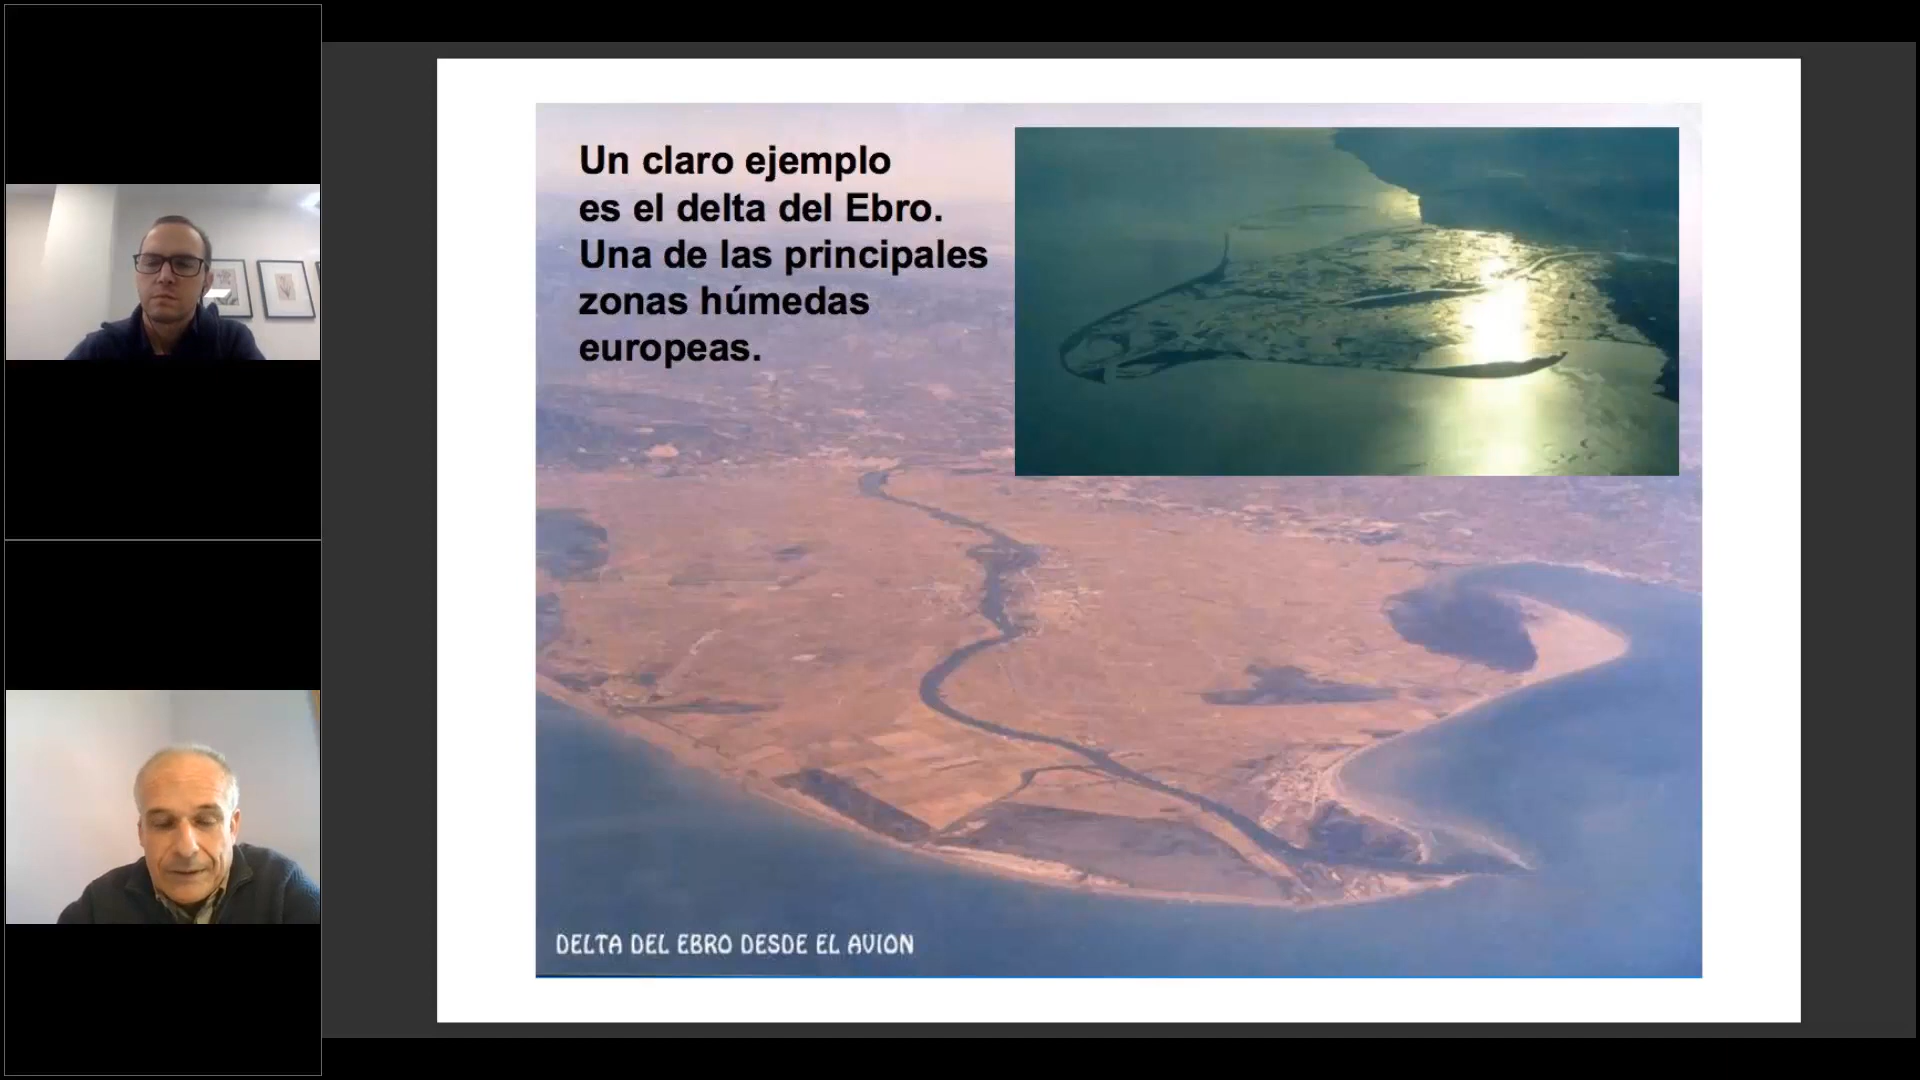 Un claro ejemplo
es el delta del Ebro.
Una de las principales
zonas húmedas
europeas.
DELTA DEL EBRO DESDE EL AVION